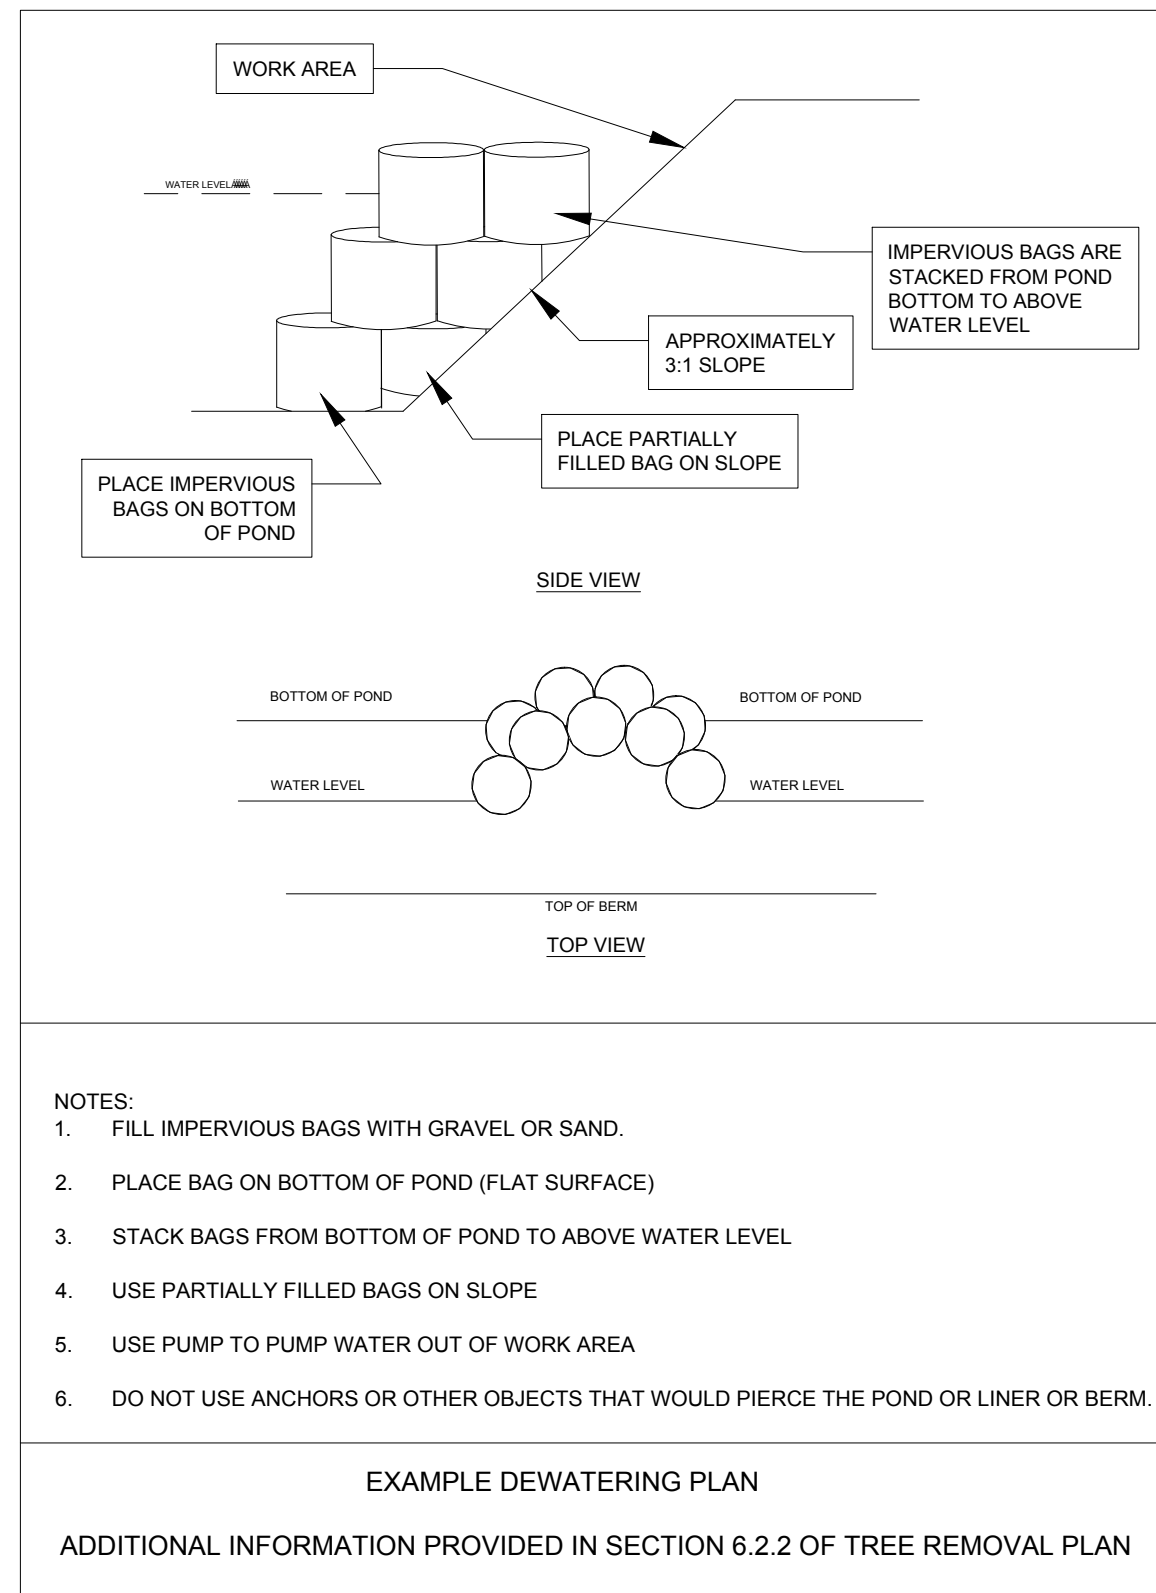 WORK AREA
WATER LEVEL
IMPERVIOUS BAGS ARE
STACKED FROM POND
BOTTOM TO ABOVE
WATER LEVEL
APPROXIMATELY
3:1 SLOPE
PLACE PARTIALLY
FILLED BAG ON SLOPE
PLACE IMPERVIOUS
BAGS ON BOTTOM
OF POND
SIDE VIEW
BOTTOM OF POND
BOTTOM OF POND
WATER LEVEL
WATER LEVEL
TOP OF BERM
TOP VIEW
NOTES:
1. FILL IMPERVIOUS BAGS WITH GRAVEL OR SAND.
2. PLACE BAG ON BOTTOM OF POND (FLAT SURFACE)
3. STACK BAGS FROM BOTTOM OF POND TO ABOVE WATER LEVEL
4. USE PARTIALLY FILLED BAGS ON SLOPE
5. USE PUMP TO PUMP WATER OUT OF WORK AREA
6. DO NOT USE ANCHORS OR OTHER OBJECTS THAT WOULD PIERCE THE POND OR LINER OR BERM.
EXAMPLE DEWATERING PLAN
ADDITIONAL INFORMATION PROVIDED IN SECTION 6.2.2 OF TREE REMOVAL PLAN